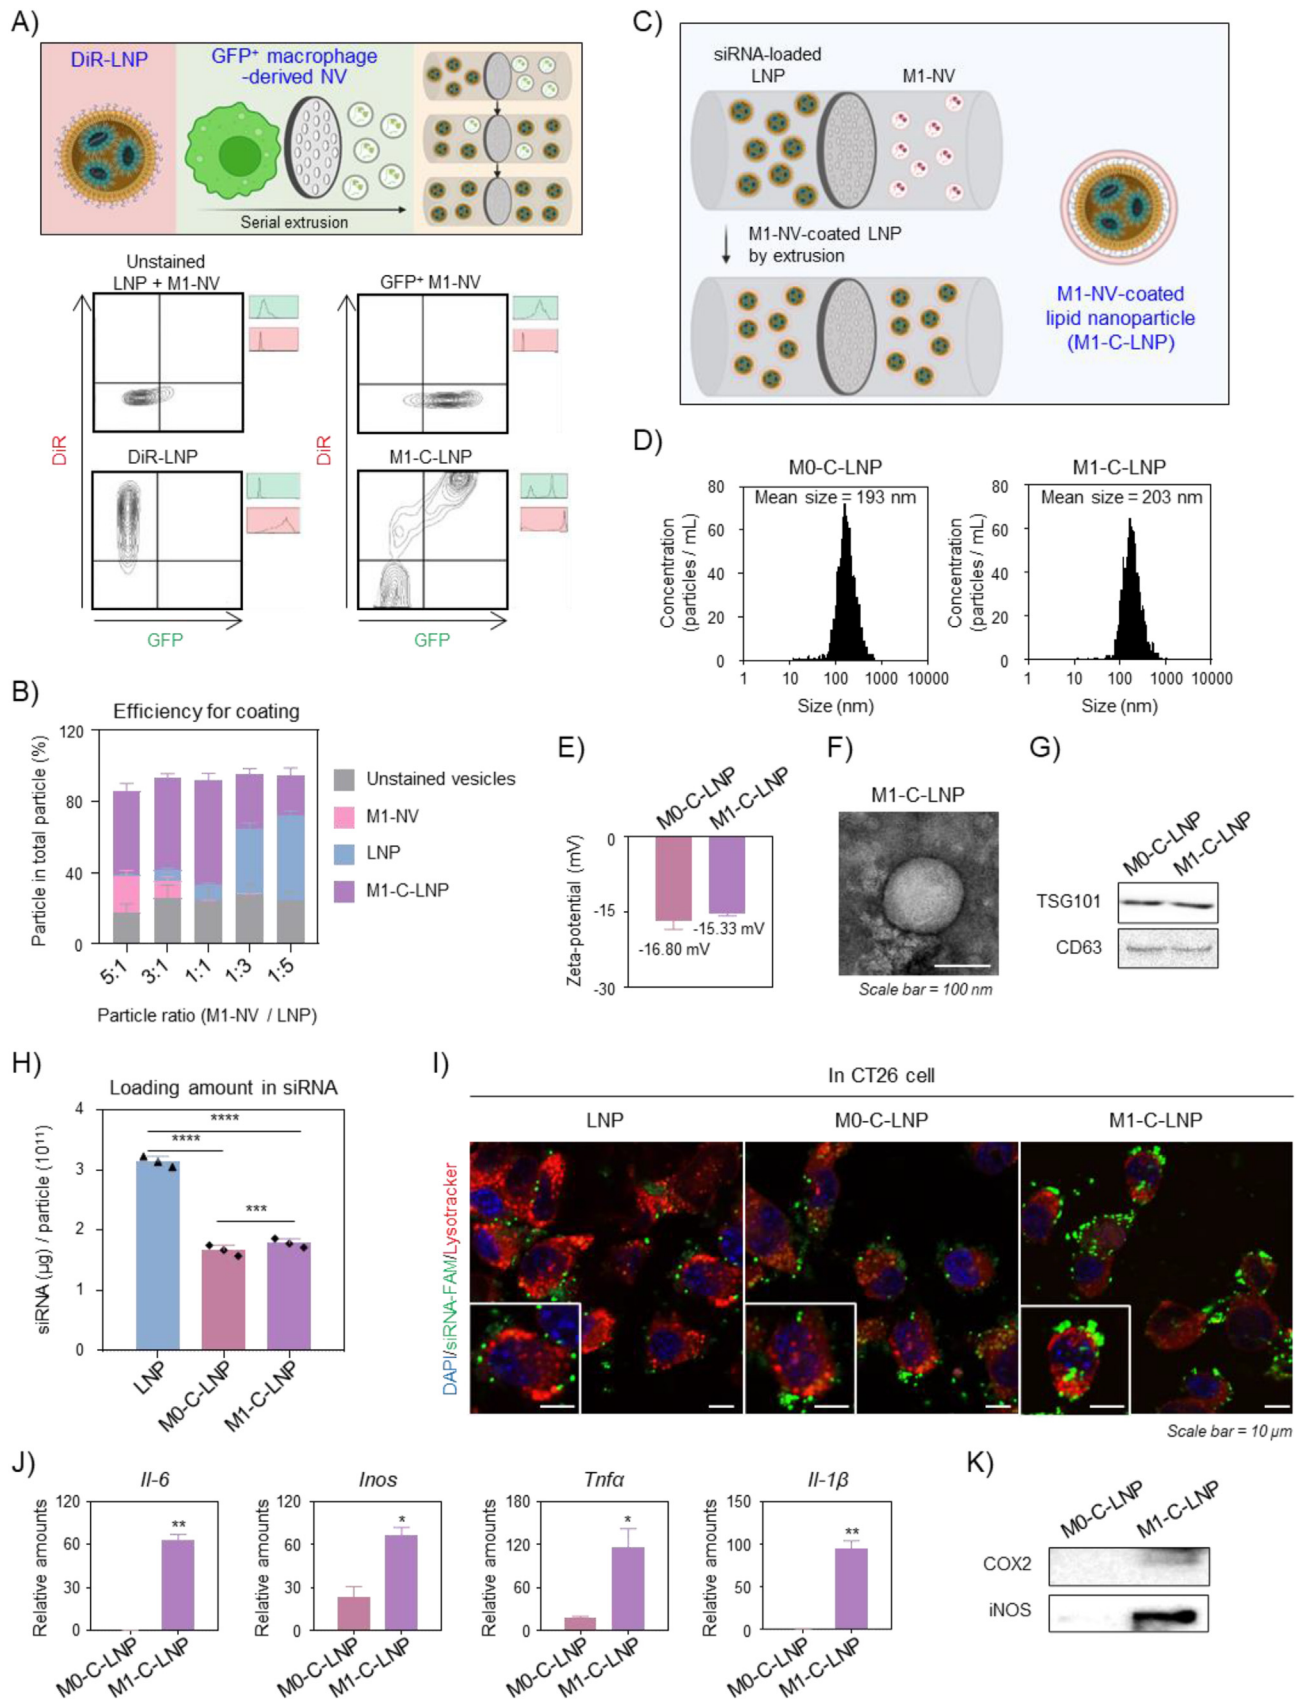 A)
DiR-LNP
GFP⁺ macrophage
-derived NV
Serial extrusion
Unstained
LNP + M1-NV
GFP⁺ M1-NV
DiR
DiR
DiR-LNP
M1-C-LNP
GFP
GFP
B)
Efficiency for coating
Particle in total particle (%)
120
80
40
0
5:1
3:1
1:1
1:3
1:5
Particle ratio (M1-NV / LNP)
Unstained vesicles
M1-NV
LNP
M1-C-LNP
C)
siRNA-loaded
LNP
M1-NV
M1-NV-coated LNP
by extrusion
M1-NV-coated
lipid nanoparticle
(M1-C-LNP)
D)
M0-C-LNP
Mean size = 193 nm
Concentration
(particles / mL)
80
60
40
20
0
1
10
100
1000
10000
Size (nm)
M1-C-LNP
Mean size = 203 nm
Concentration
(particles / mL)
80
60
40
20
0
1
10
100
1000
10000
Size (nm)
E)
M0-C-LNP
M1-C-LNP
Zeta-potential (mV)
0
-15
-30
-16.80 mV
-15.33 mV
F)
M1-C-LNP
Scale bar = 100 nm
G)
M0-C-LNP
M1-C-LNP
TSG101
CD63
H)
Loading amount in siRNA
siRNA (µg) / particle (10¹¹)
4
3
2
1
0
****
****
***
LNP
M0-C-LNP
M1-C-LNP
I)
In CT26 cell
LNP
M0-C-LNP
M1-C-LNP
DAPI/siRNA-FAM/Lysotracker
Scale bar = 10 µm
J)
Il-6
Relative amounts
120
60
30
0
**
M0-C-LNP
M1-C-LNP
Inos
Relative amounts
120
60
30
0
*
M0-C-LNP
M1-C-LNP
Tnfα
Relative amounts
180
120
60
0
*
M0-C-LNP
M1-C-LNP
Il-1β
Relative amounts
150
100
50
0
**
M0-C-LNP
M1-C-LNP
K)
M0-C-LNP
M1-C-LNP
COX2
iNOS